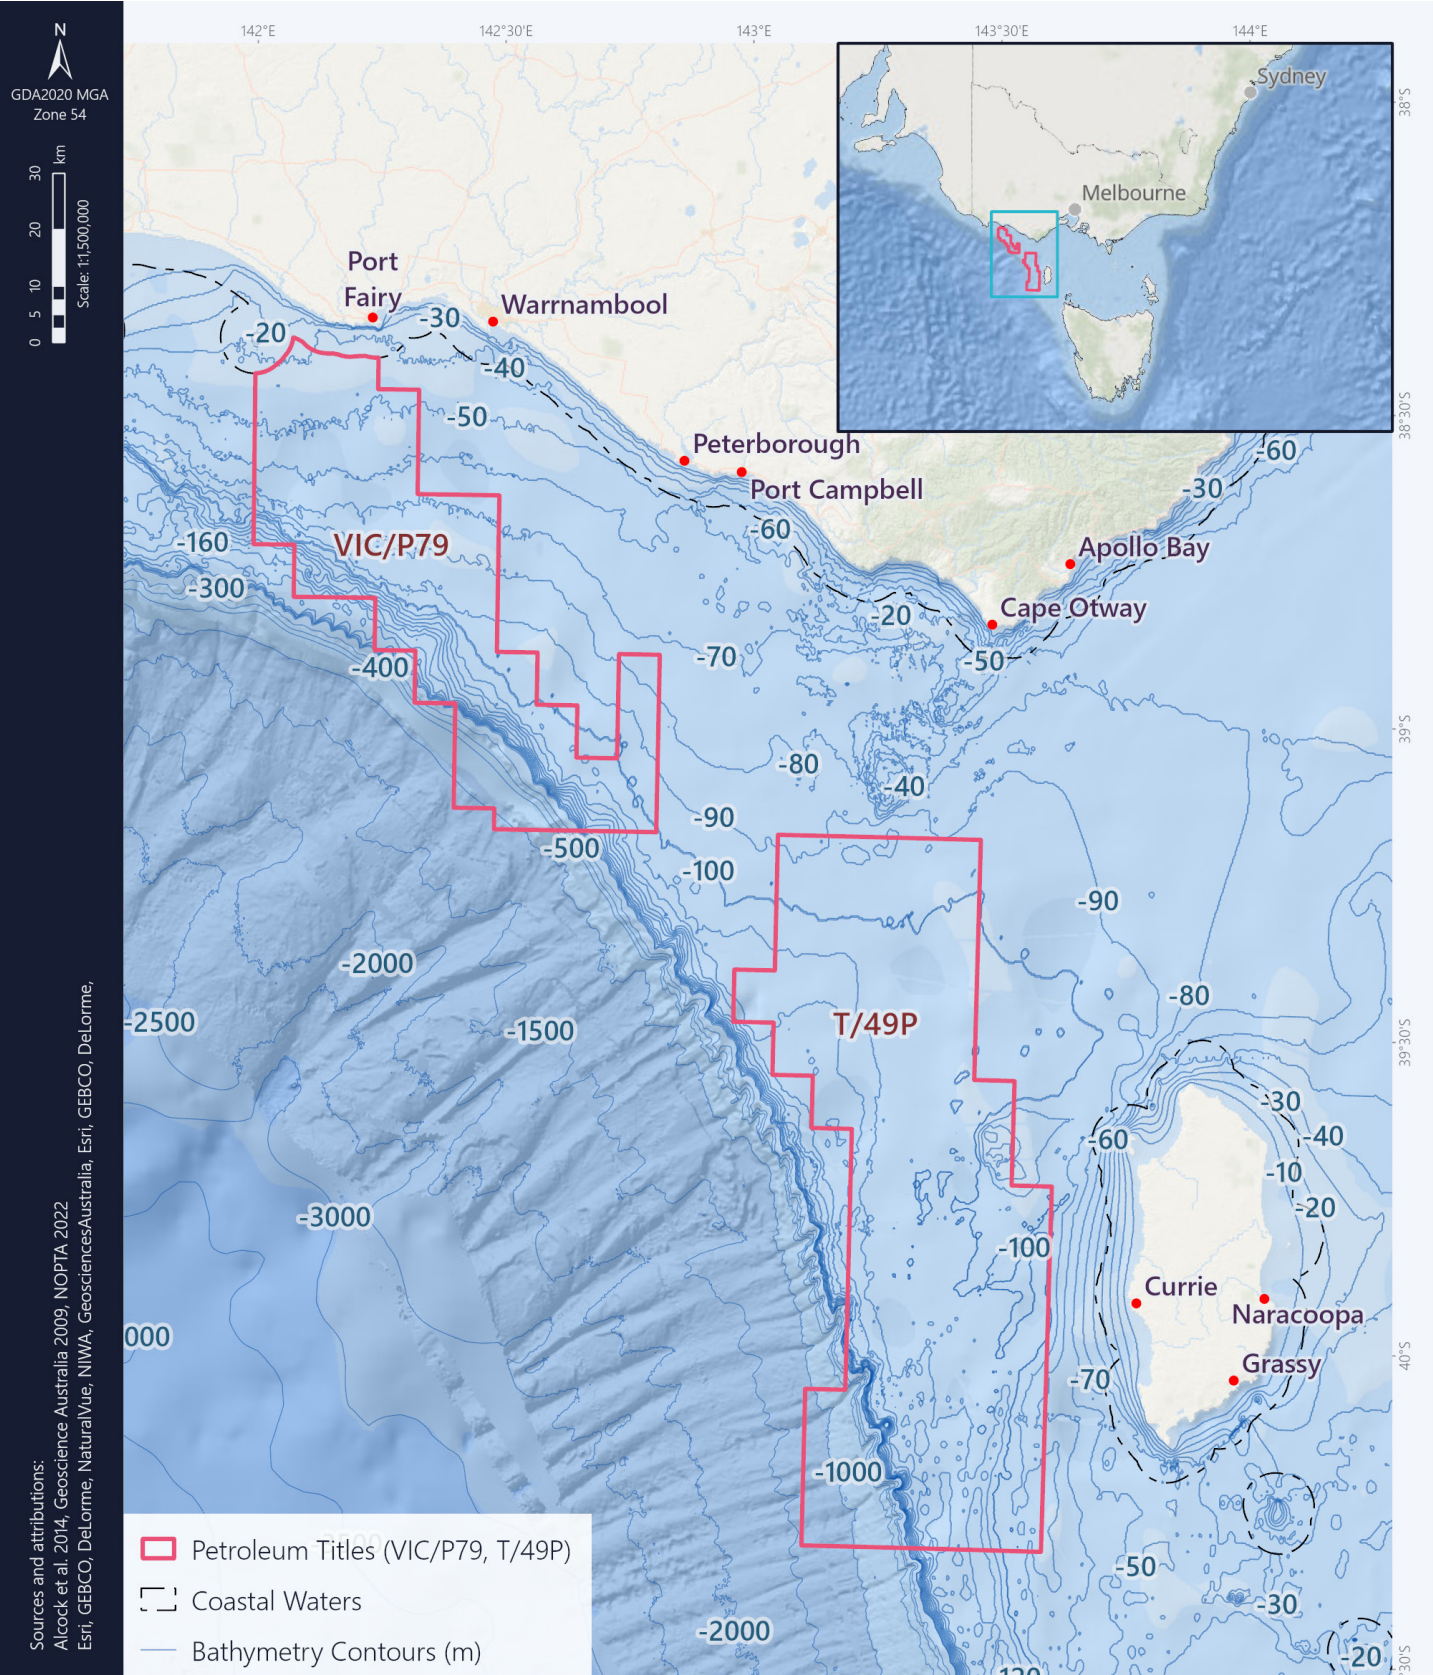 142°E
142°30'E
143°E
143°30'E
144°E
N
GDA2020 MGA
Zone 54
0 5 10 20 30 km
Scale: 1:1,500,000
Sydney
Melbourne
38°S
38°30'S
39°S
39°30'S
40°S
Port
Fairy
Warrnambool
-20
-30
-40
-50
Peterborough
Port Campbell
-60
-30
-60
Apollo Bay
-160
VIC/P79
-300
Cape Otway
-20
-50
-70
-400
-80
-40
-90
-500
-100
-90
-2000
-80
-2500
-1500
T/49P
-30
-60
-40
-10
-20
-3000
-100
Currie
Naracoopa
000
Grassy
-70
-1000
-50
-30
-2000
-20
Petroleum Titles (VIC/P79, T/49P)
Coastal Waters
Bathymetry Contours (m)
Sources and attributions:
Alcock et al. 2014, Geoscience Australia 2009, NOPTA 2022
Esri, GEBCO, DeLorme, NaturalVue, NIWA, GeosciencesAustralia, Esri, GEBCO, DeLorme,